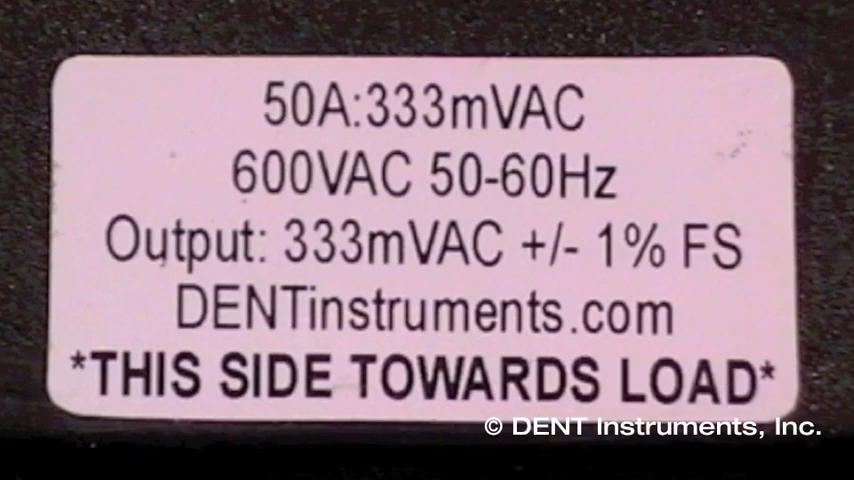 50A:333mVAC
600VAC 50-60Hz
Output: 333mVAC +/- 1% FS
DENTinstruments.com
*THIS SIDE TOWARDS LOAD*
© DENT Instruments, Inc.